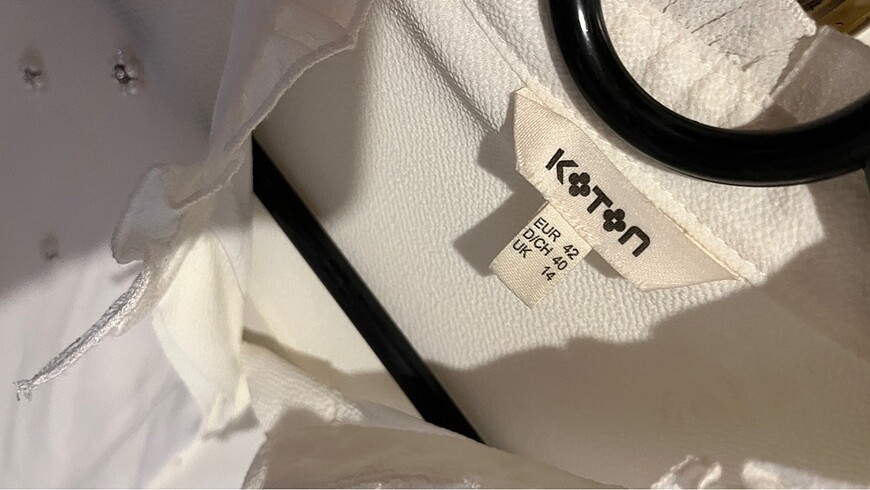 KOTON
EUR 42
D/CH 40
UK 14